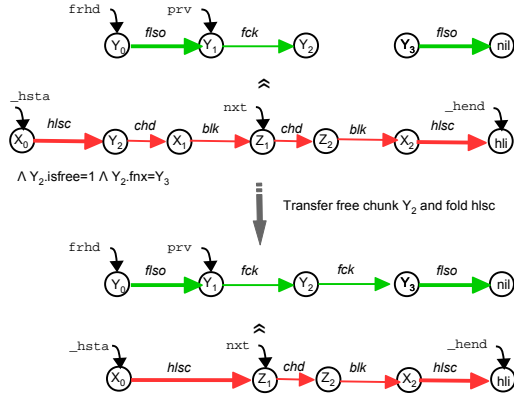 frhd prv
flso fck flso
Y0 Y1 Y2 Y3 nil
≪
_hsta nxt _hend
hlsc chd blk chd blk hlsc
X0 Y2 X1 Z1 Z2 X2 hli
Λ Y2.isfree=1 Λ Y2.fnx=Y3
Transfer free chunk Y2 and fold hlsc
frhd prv
flso fck fck flso
Y0 Y1 Y2 Y3 nil
≪
_hsta nxt _hend
hlsc chd blk hlsc
X0 Z1 Z2 X2 hli